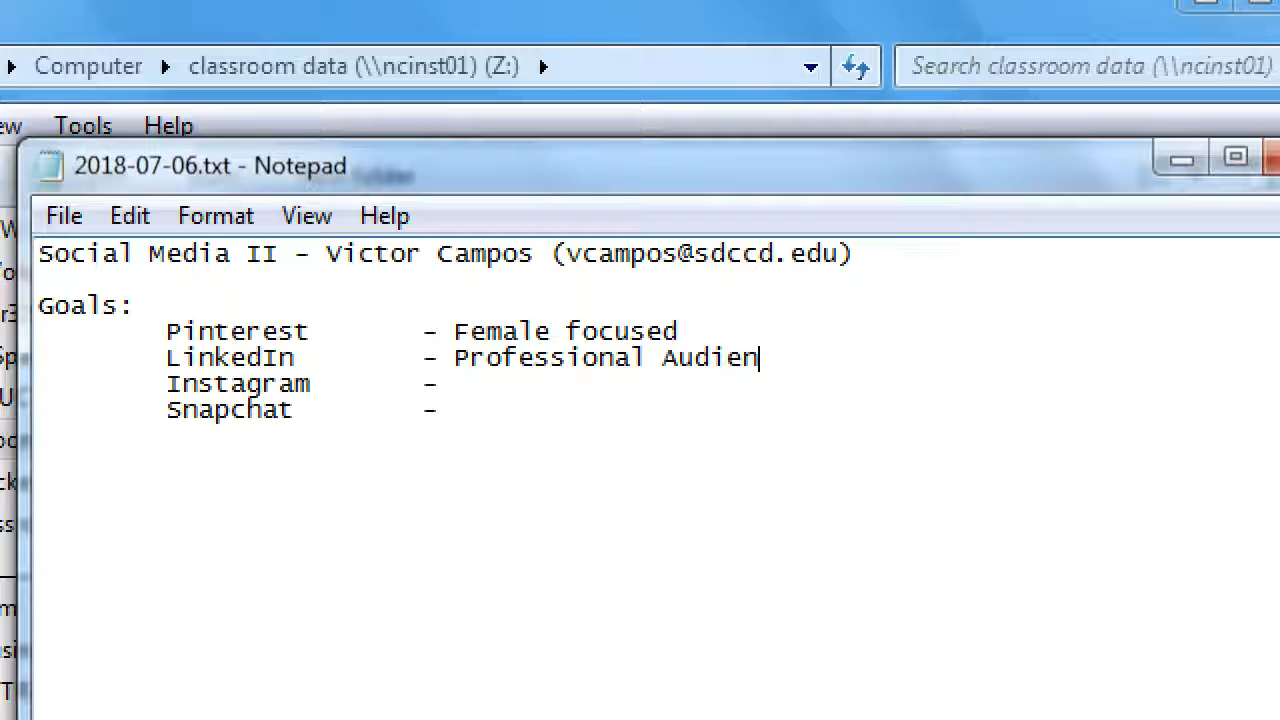 Computer classroom data (\\ncinst01) (Z:) Search classroom data (\\ncinst01)
Tools Help
2018-07-06.txt - Notepad
File Edit Format View Help
Social Media II - Victor Campos (vcampos@sdccd.edu)
Goals:
Pinterest - Female focused
LinkedIn - Professional Audien
Instagram -
Snapchat -